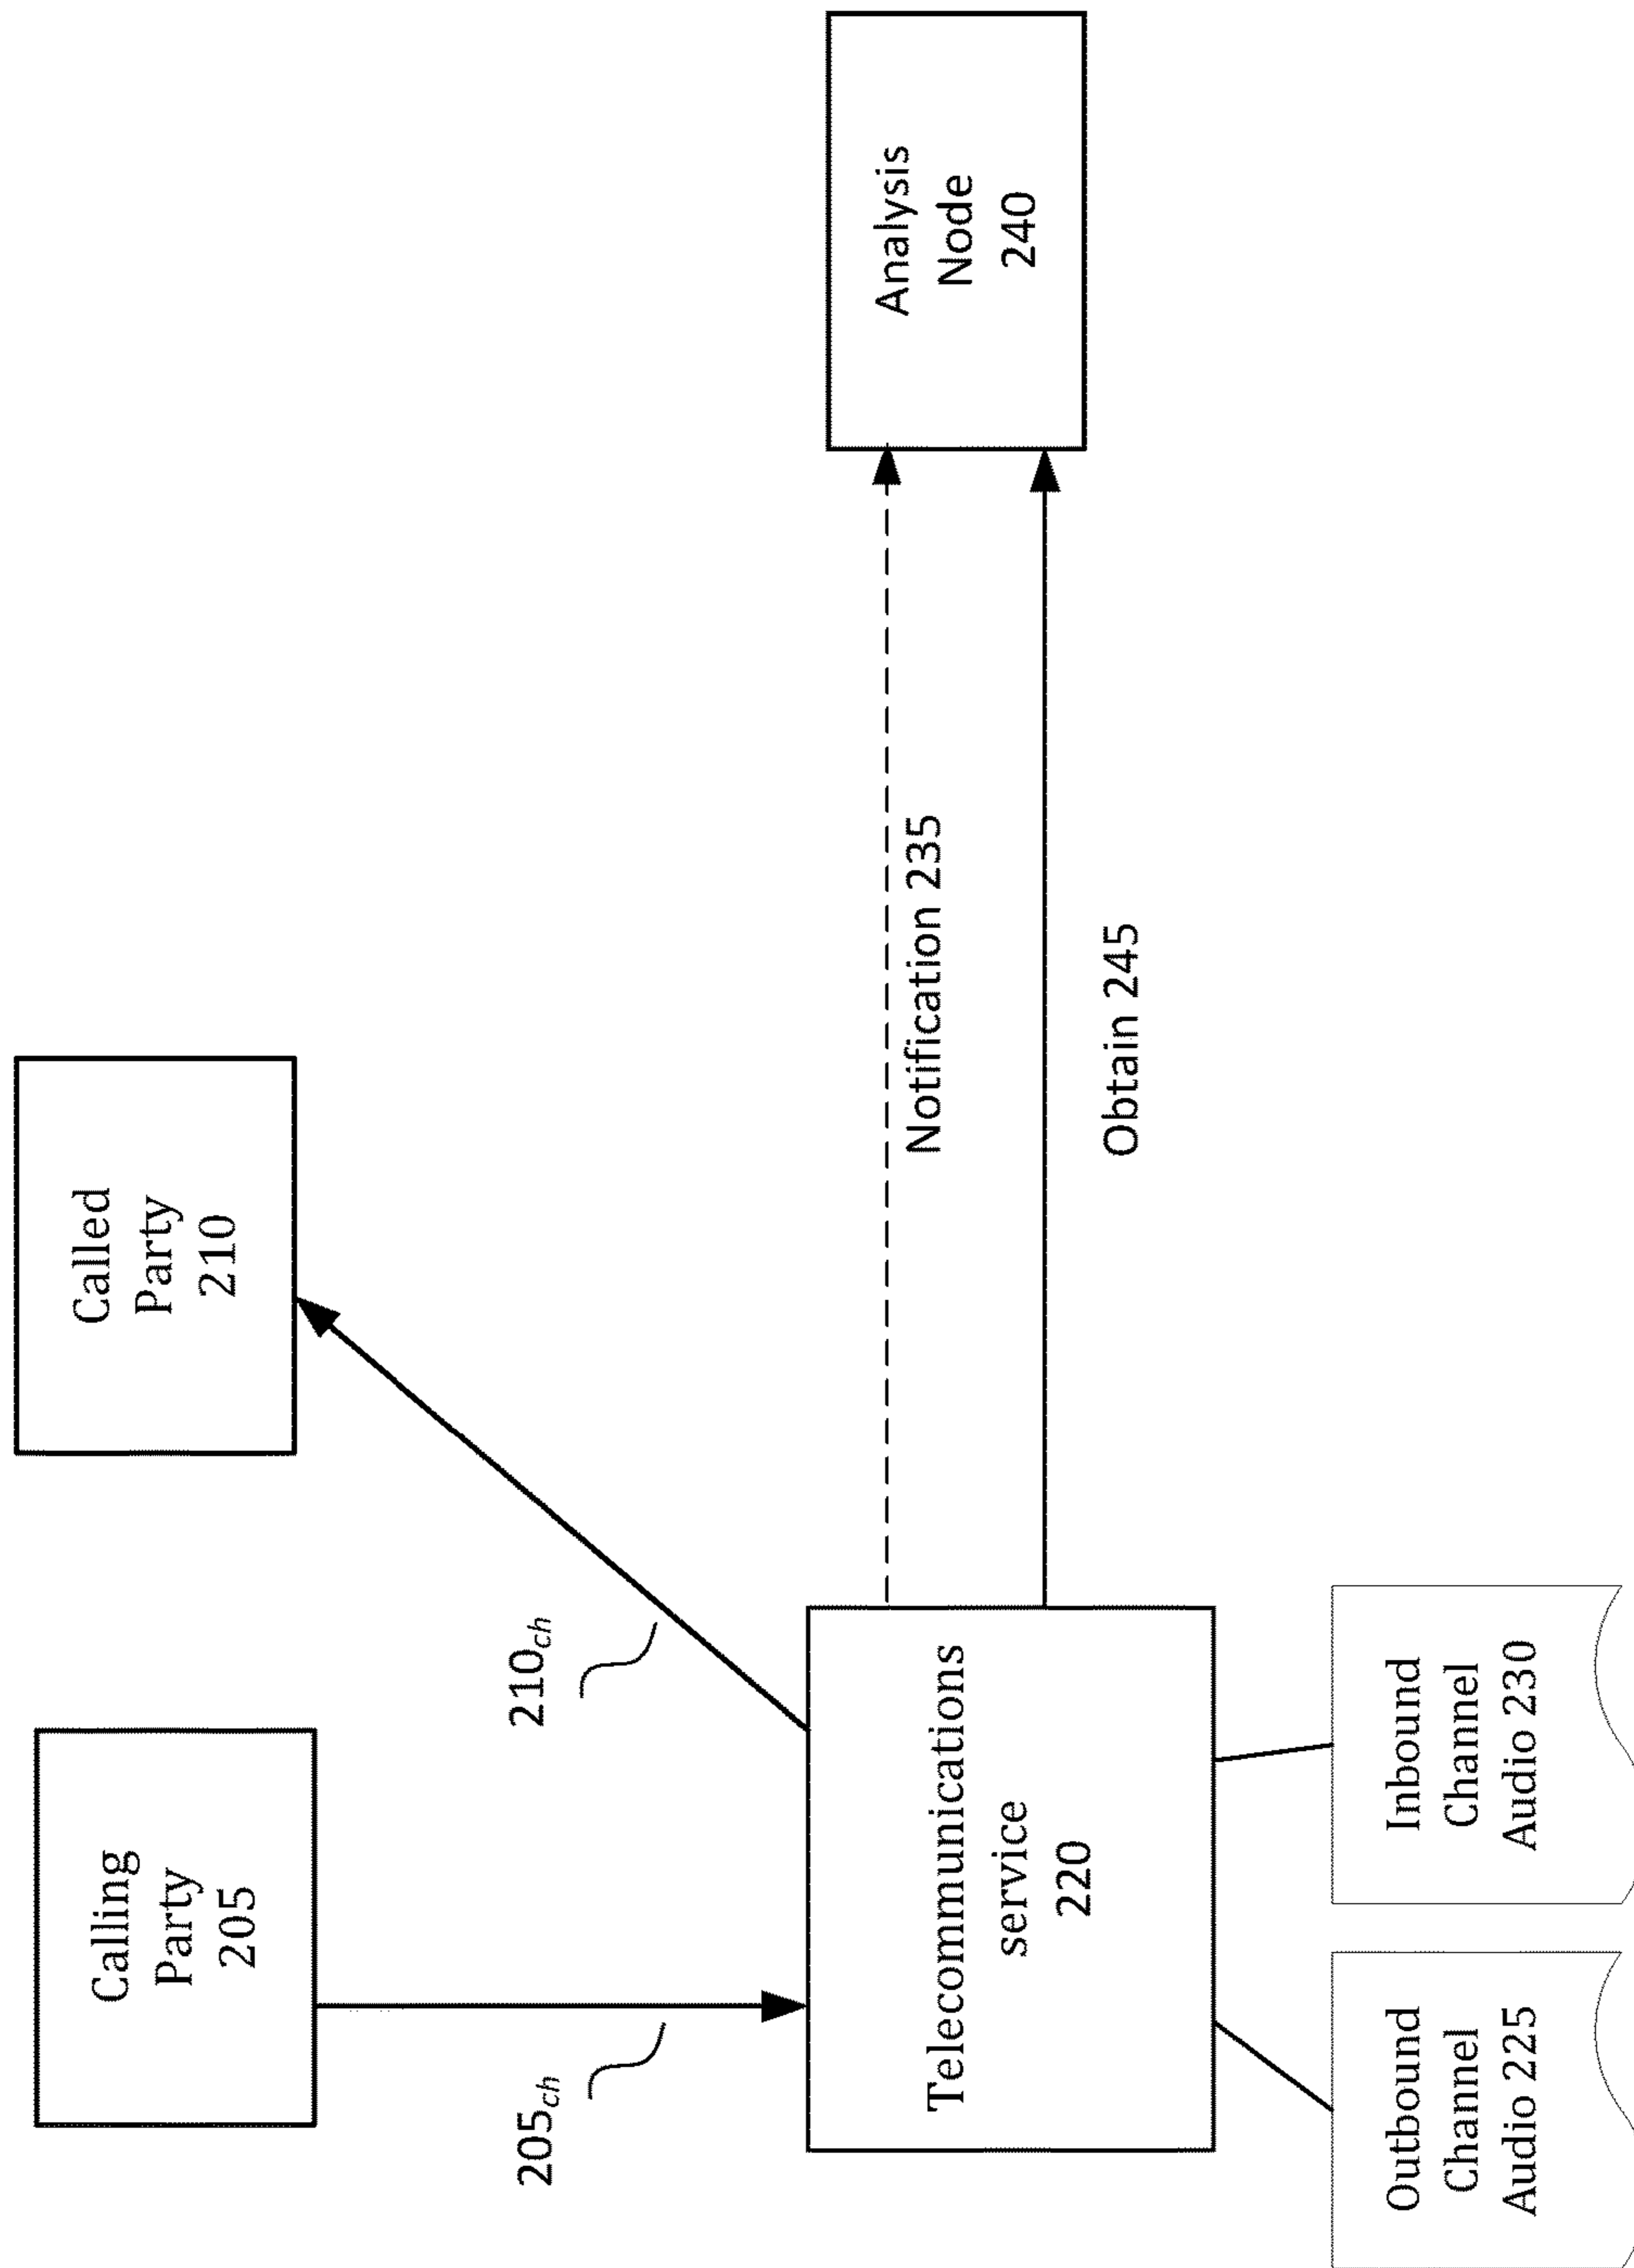 Calling
Party
205
Called
Party
210
205ch
210ch
Telecommunications
service
220
Notification 235
Obtain 245
Analysis
Node
240
Outbound
Channel
Audio 225
Inbound
Channel
Audio 230